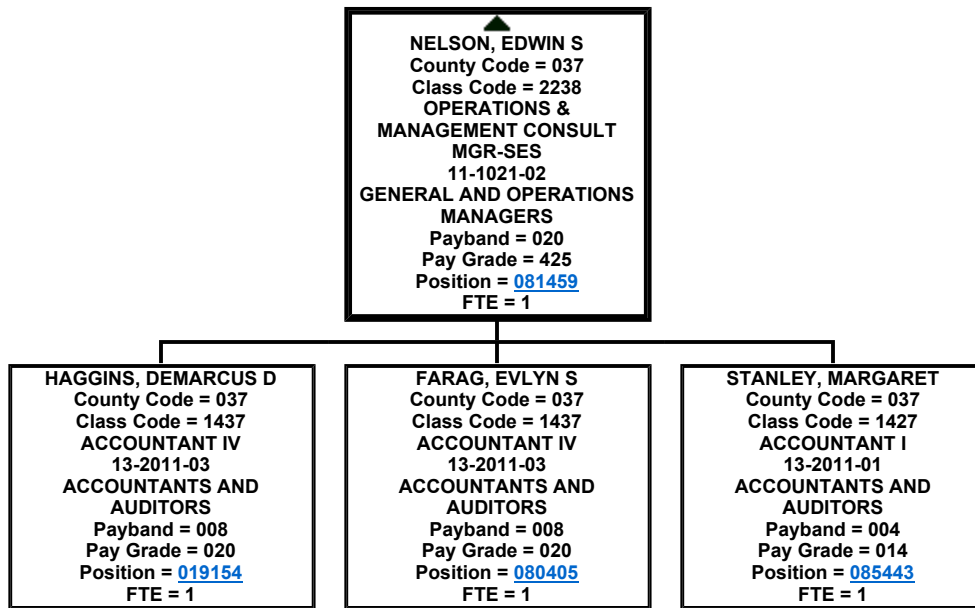 NELSON, EDWIN S
County Code = 037
Class Code = 2238
OPERATIONS &
MANAGEMENT CONSULT
MGR-SES
11-1021-02
GENERAL AND OPERATIONS
MANAGERS
Payband = 020
Pay Grade = 425
Position = 081459
FTE = 1
HAGGINS, DEMARCUS D
County Code = 037
Class Code = 1437
ACCOUNTANT IV
13-2011-03
ACCOUNTANTS AND
AUDITORS
Payband = 008
Pay Grade = 020
Position = 019154
FTE = 1
FARAG, EVLYN S
County Code = 037
Class Code = 1437
ACCOUNTANT IV
13-2011-03
ACCOUNTANTS AND
AUDITORS
Payband = 008
Pay Grade = 020
Position = 080405
FTE = 1
STANLEY, MARGARET
County Code = 037
Class Code = 1427
ACCOUNTANT I
13-2011-01
ACCOUNTANTS AND
AUDITORS
Payband = 004
Pay Grade = 014
Position = 085443
FTE = 1